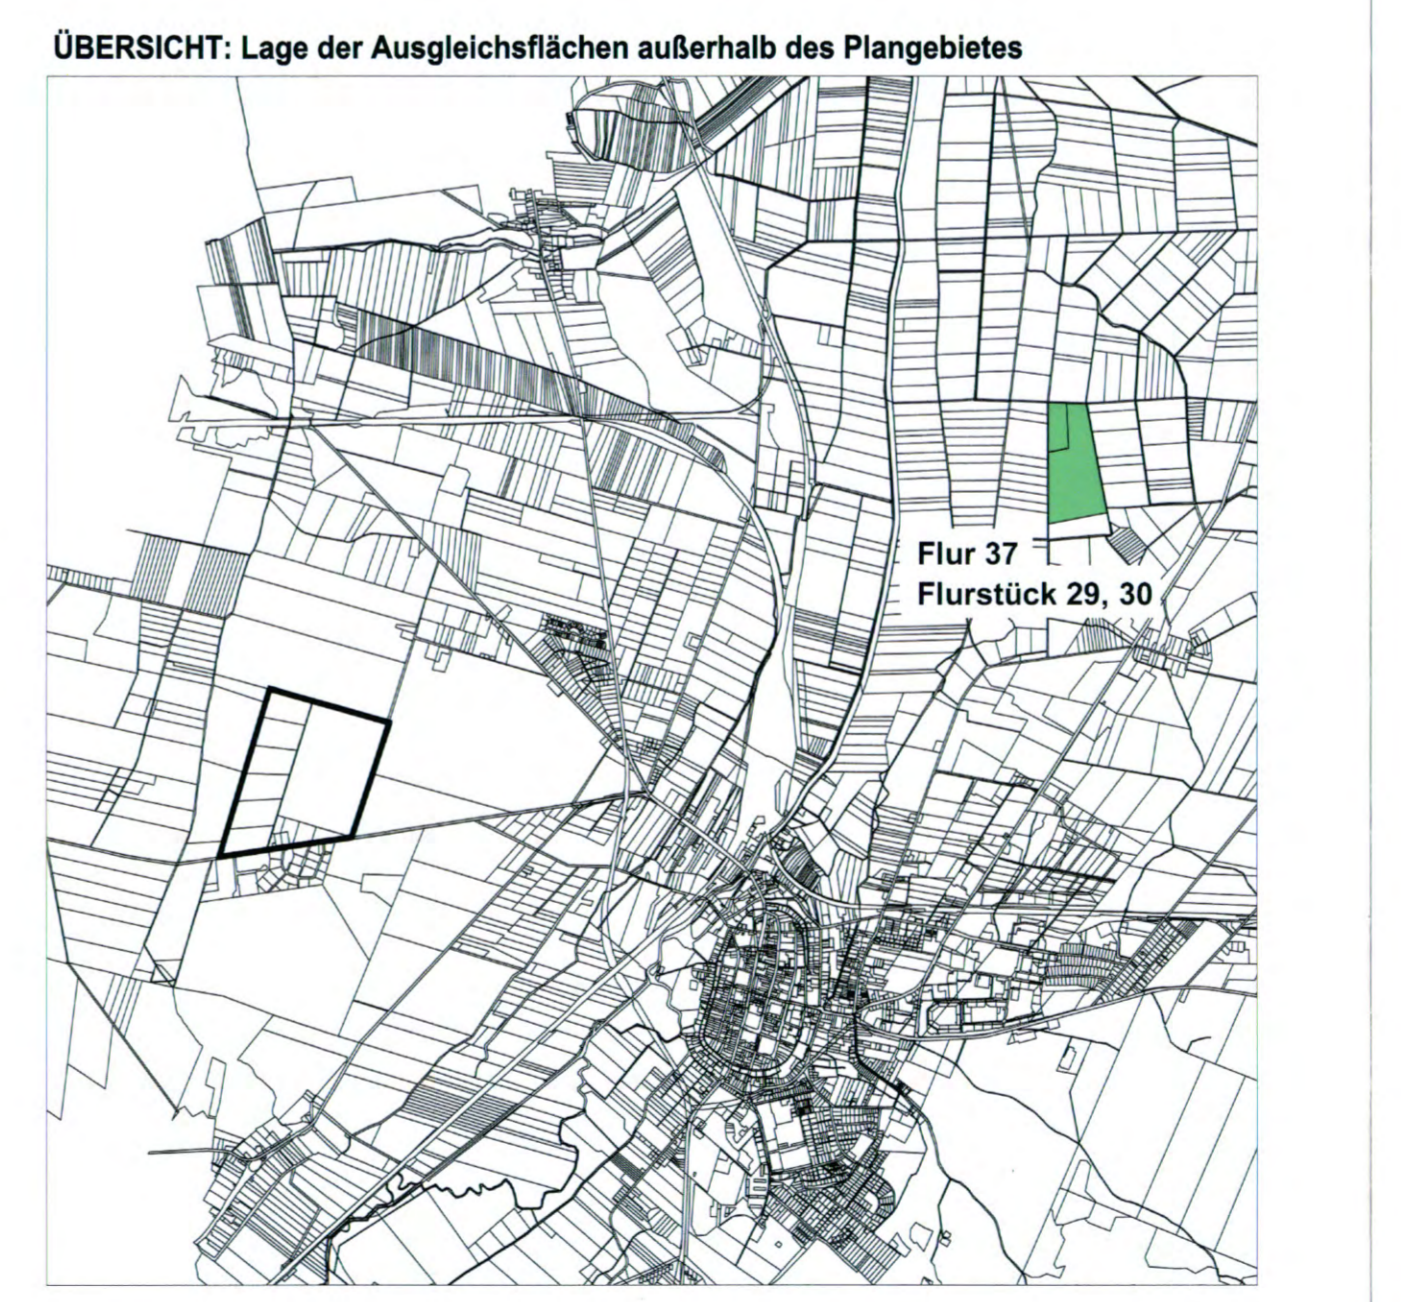 ÜBERSICHT: Lage der Ausgleichsflächen außerhalb des Plangebietes
Flur 37
Flurstück 29, 30